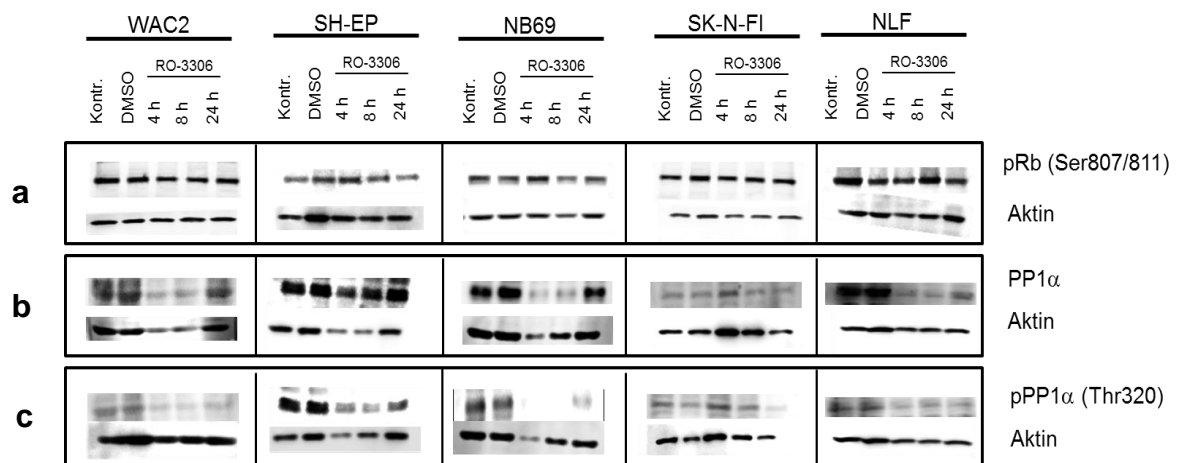 WAC2 SH-EP NB69 SK-N-FI NLF
RO-3306 RO-3306 RO-3306 RO-3306 RO-3306
Kontr. DMSO 4 h 8 h 24 h Kontr. DMSO 4 h 8 h 24 h Kontr. DMSO 4 h 8 h 24 h Kontr. DMSO 4 h 8 h 24 h Kontr. DMSO 4 h 8 h 24 h
a
pRb (Ser807/811)
Aktin
b
PP1α
Aktin
c
pPP1α (Thr320)
Aktin